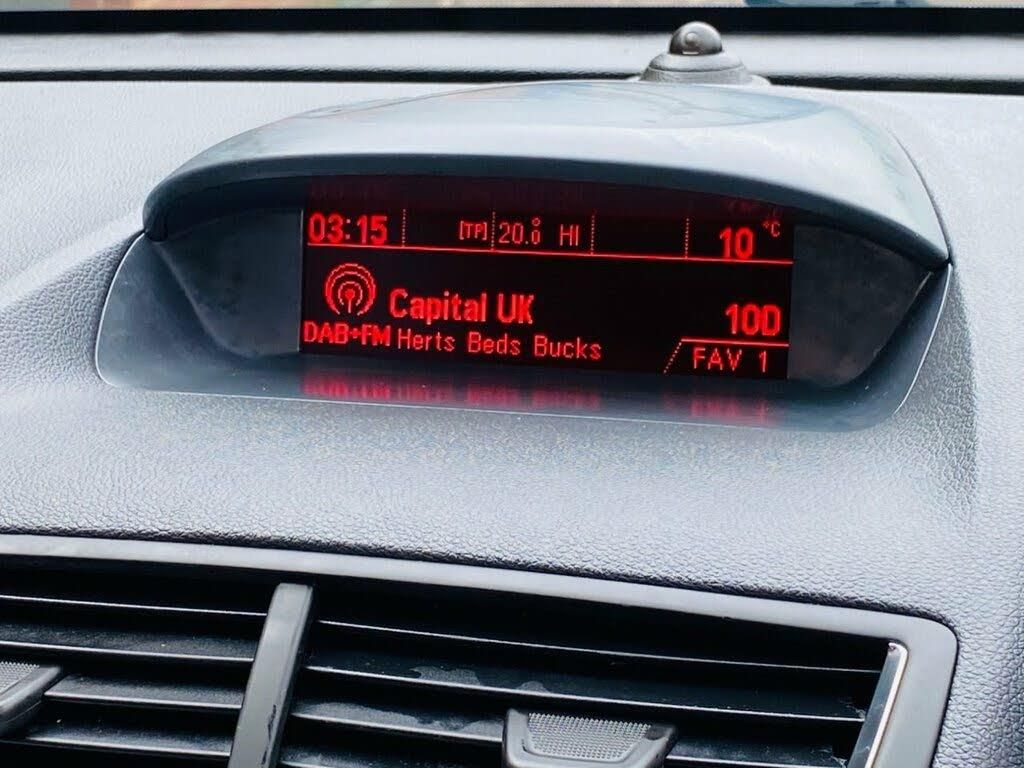 03:15 [TP] 20.0 HI 10 °C
Capital UK 10D
DAB+FM Herts Beds Bucks
FAV 1